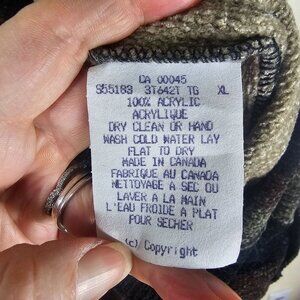 CA 00045
S55183 3T642T TG XL
100% ACRYLIC
ACRYLIQUE
DRY CLEAN OR HAND
WASH COLD WATER LAY
FLAT TO DRY
MADE IN CANADA
FABRIQUE AU CANADA
NETTOYAGE A SEC OU
LAVER A LA MAIN
L'EAU FROIDE A PLAT
POUR SECHER
(c) Copyright